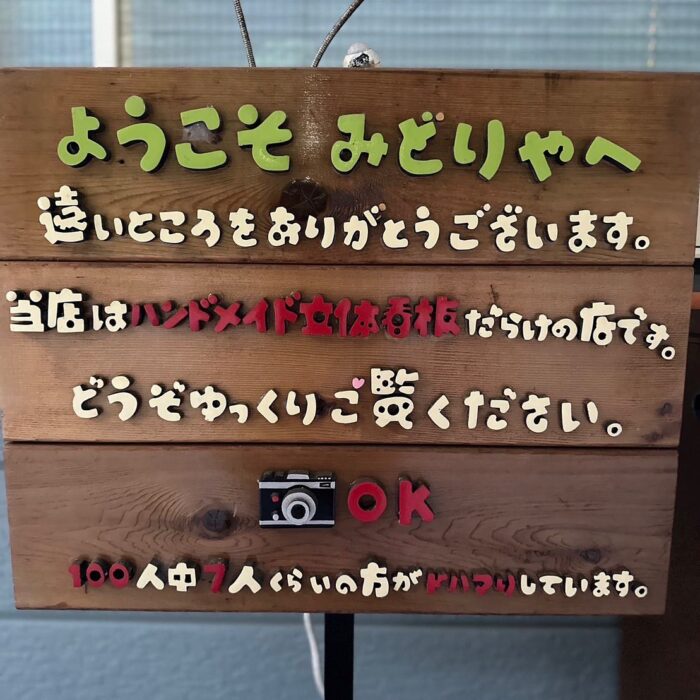 ようこそ みどりやへ
遠いところをありがとうございます。
当店はハンドメイド立体看板だらけの店です。
どうぞゆっくりご覧ください。
OK
100人中7人くらいの方がドハマりしています。